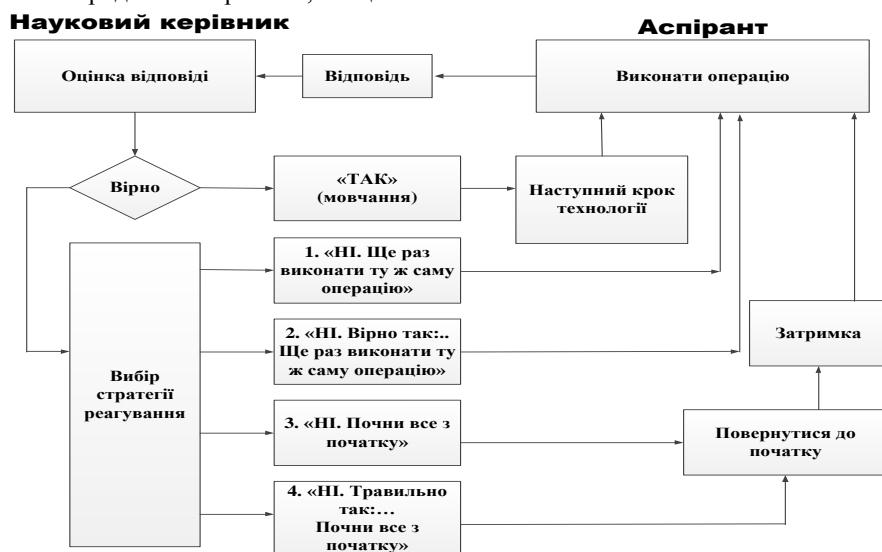 Науковий керівник
Аспірант
Оцінка відповіді
Відповідь
Виконати операцію
Вірно
«ТАК»
(мовчання)
Наступний крок
технології
1. «НІ. Ще раз
виконати ту ж саму
операцію»
2. «НІ. Вірно так:..
Ще раз виконати ту
ж саму операцію»
Затримка
Вибір
стратегії
реагування
3. «НІ. Почни все з
початку»
Повернутися до
початку
4. «НІ. Травильно
так:…
Почни все з
початку»